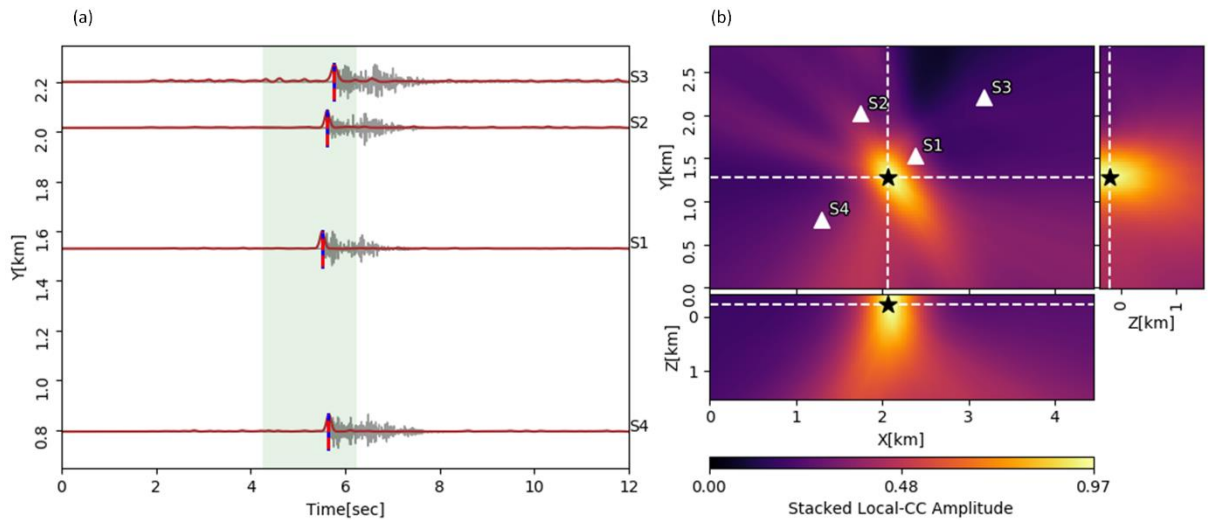 (a)
2.2
2.0
1.8
1.6
1.4
1.2
1.0
0.8
Y[km]
S3
S2
S1
S4
0
2
4
6
8
10
12
Time[sec]
(b)
2.5
2.0
1.5
1.0
0.5
0.0
Y[km]
S2
S3
S1
S4
0
1
Z[km]
0
1
Z[km]
0
1
2
3
4
X[km]
0.00
0.48
0.97
Stacked Local-CC Amplitude